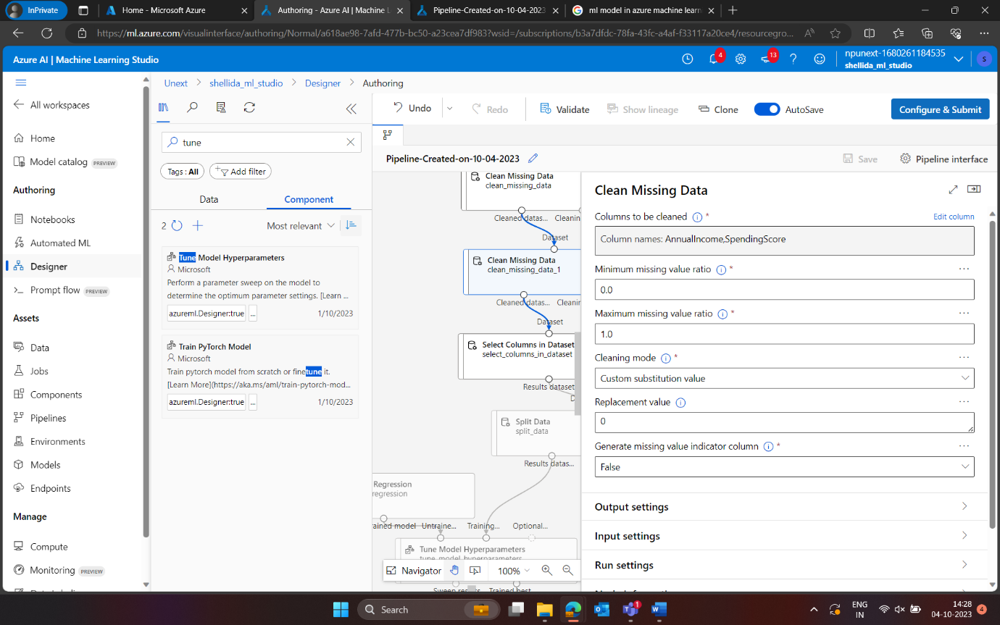 InPrivate
Home - Microsoft Azure
Authoring - Azure AI | Machine L
Pipeline-Created-on-10-04-2023
ml model in azure machine learn
https://ml.azure.com/visualinterface/authoring/Normal/a618ae98-7afd-477b-bc50-a23cea7df983?wsid=/subscriptions/b3a7dfdc-78fa-43fc-a4af-f33117a20ce4/resourcegro...
Azure AI | Machine Learning Studio
4
13
npunext-1680261184535
shellida_ml_studio
S
All workspaces
Home
Model catalog PREVIEW
Authoring
Notebooks
Automated ML
Designer
Prompt flow PREVIEW
Assets
Data
Jobs
Components
Pipelines
Environments
Models
Endpoints
Manage
Compute
Monitoring PREVIEW
Unext > shellida_ml_studio > Designer > Authoring
tune
Tags : All
Add filter
Data
Component
2
Most relevant
Tune Model Hyperparameters
Microsoft
Perform a parameter sweep on the model to
determine the optimum parameter settings. [Learn ...
azureml.Designer:true ... 1/10/2023
Train PyTorch Model
Microsoft
Train pytorch model from scratch or finetune it.
[Learn More](https://aka.ms/aml/train-pytorch-mod...
azureml.Designer:true ... 1/10/2023
Undo
Redo
Validate
Show lineage
Clone
AutoSave
Configure & Submit
Pipeline-Created-on-10-04-2023
Save
Pipeline interface
Clean Missing Data
clean_missing_data
Cleaned datas... Cleanin
Dataset
Clean Missing Data
clean_missing_data_1
Cleaned datas... Cleanin
Dataset
Select Columns in Dataset
select_columns_in_dataset
Results dataset
D
Split Data
split_data
Results datas...
Regression
regression
ained model Untraine... Training... Optional...
Tune Model Hyperparameters
tune_model_hyperparameters
Navigator
100%
Sweep results Trained best
Clean Missing Data
Columns to be cleaned *
Edit column
Column names: AnnualIncome,SpendingScore
Minimum missing value ratio *
0.0
Maximum missing value ratio *
1.0
Cleaning mode *
Custom substitution value
Replacement value
0
Generate missing value indicator column *
False
Output settings
Input settings
Run settings
Search
1
ENG
IN
14:28
04-10-2023
4